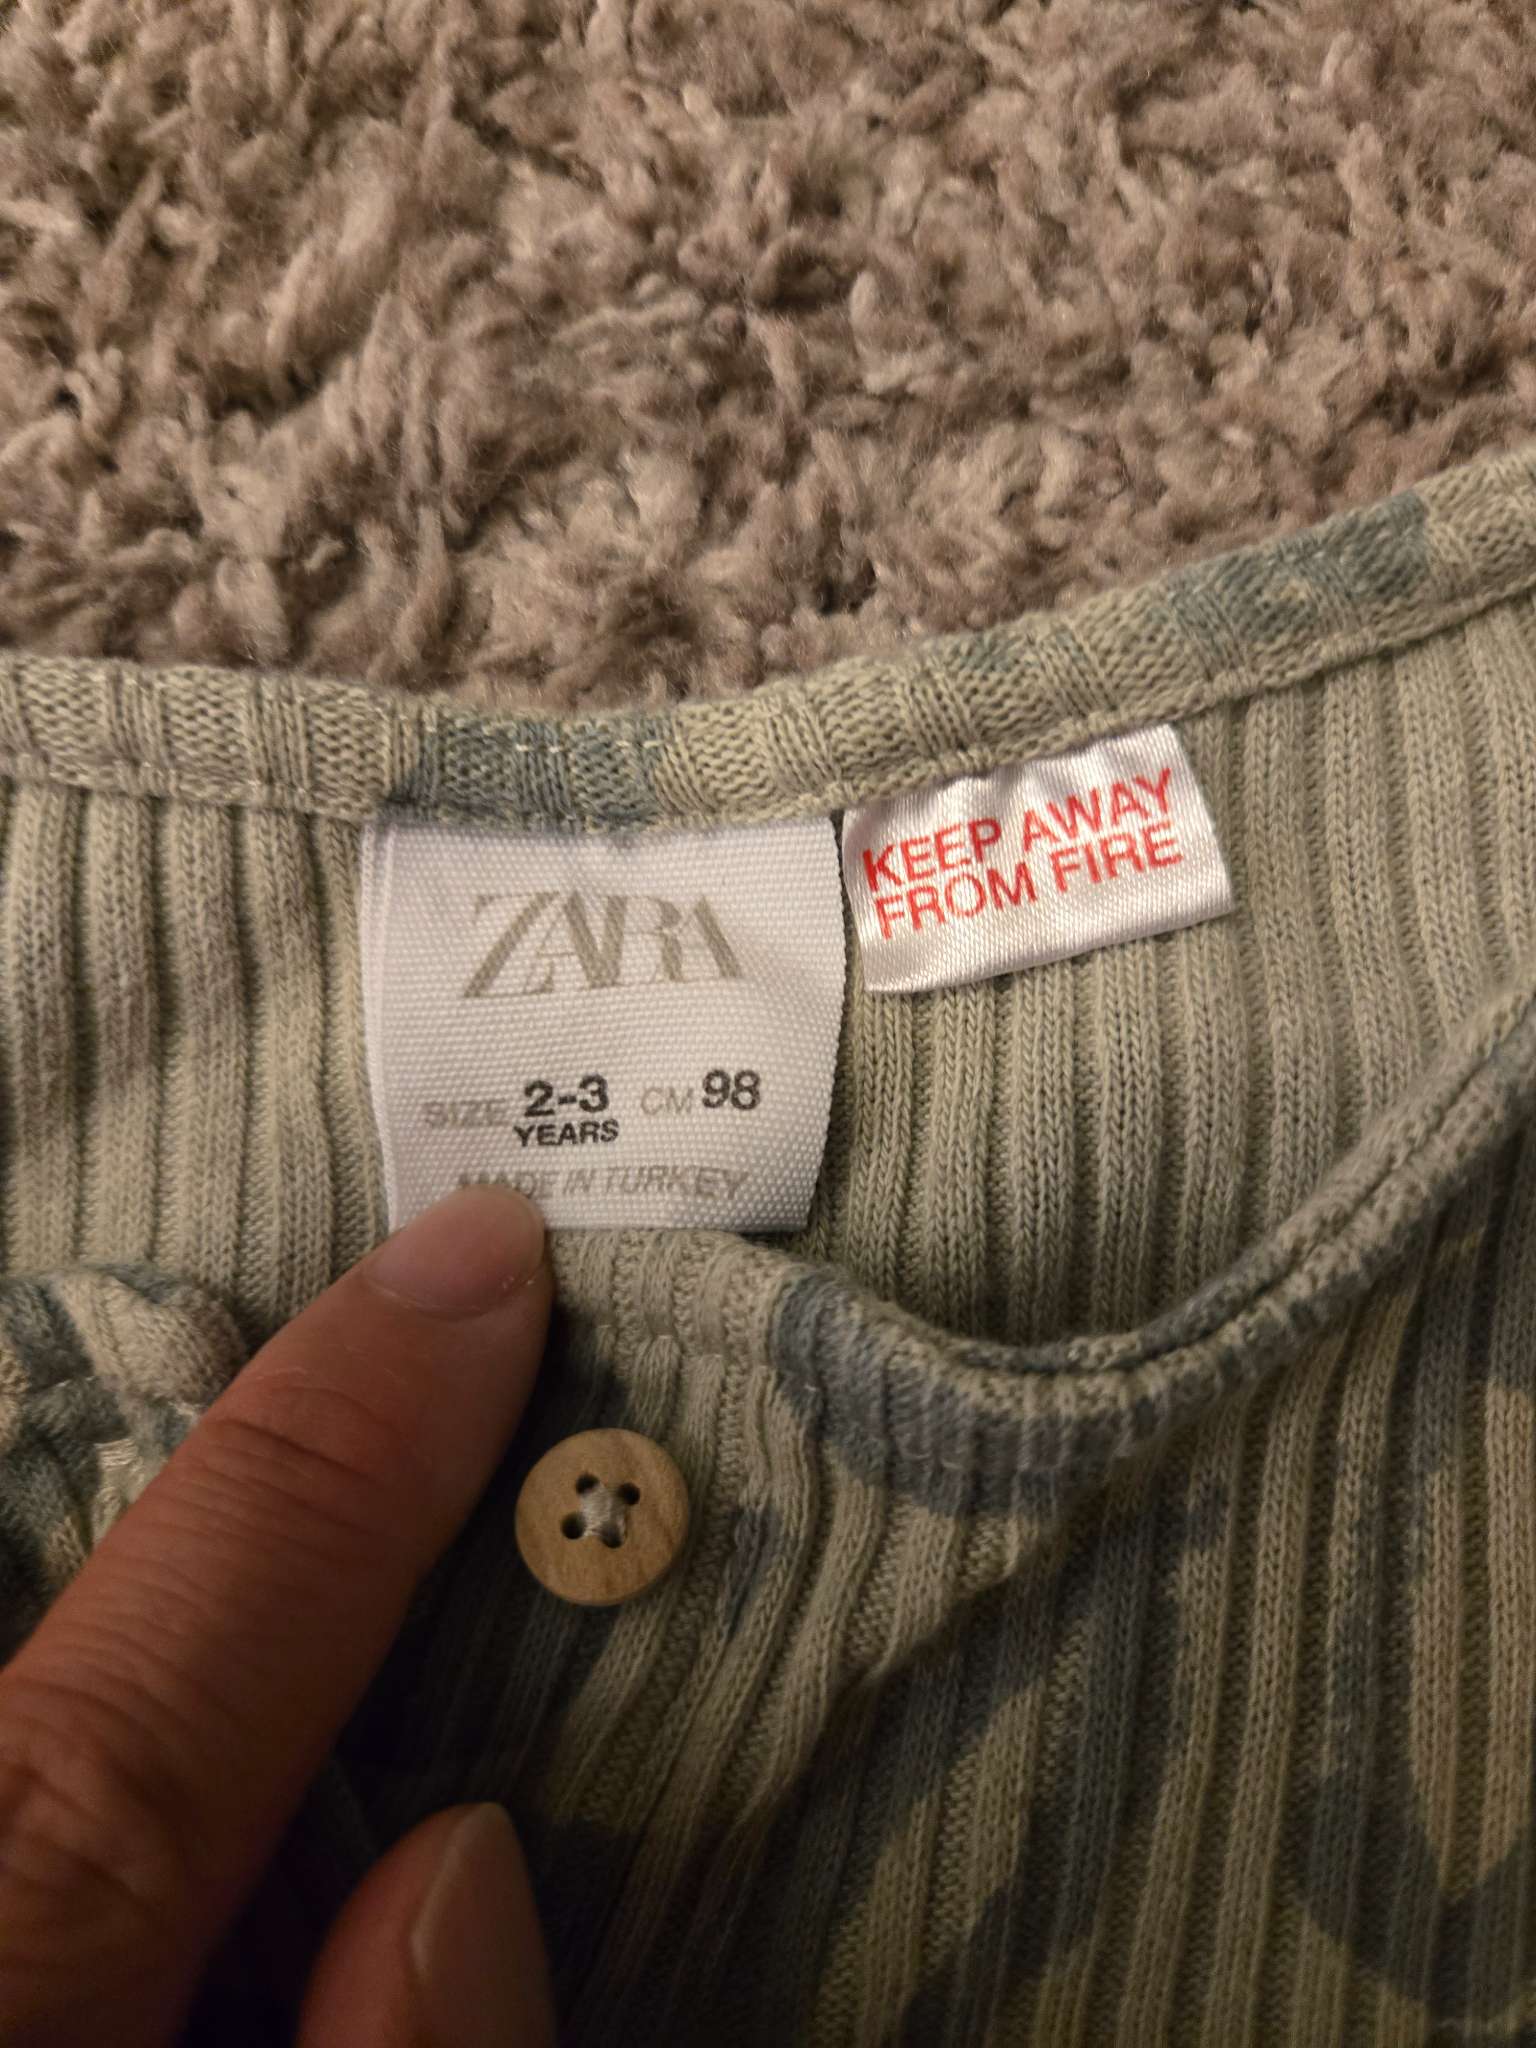 ZARA
SIZE 2-3 CM 98
YEARS
MADE IN TURKEY
KEEP AWAY
FROM FIRE